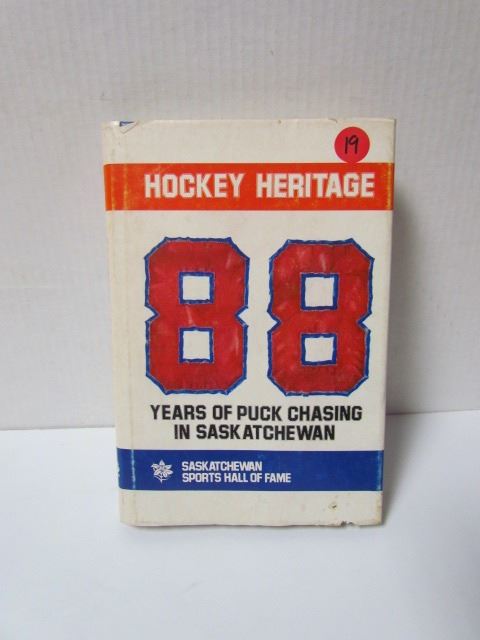 19
HOCKEY HERITAGE
88
YEARS OF PUCK CHASING
IN SASKATCHEWAN
SASKATCHEWAN
SPORTS HALL OF FAME